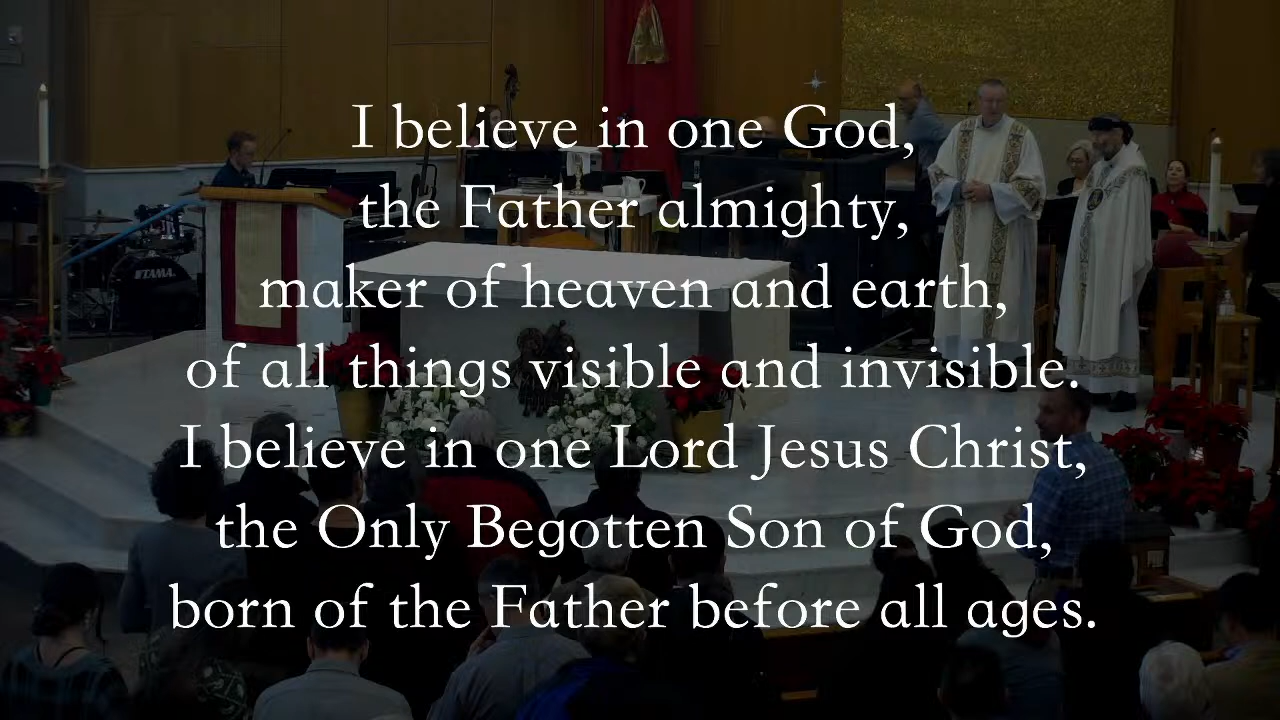 I believe in one God,
the Father almighty,
maker of heaven and earth,
of all things visible and invisible.
I believe in one Lord Jesus Christ,
the Only Begotten Son of God,
born of the Father before all ages.
TAMA